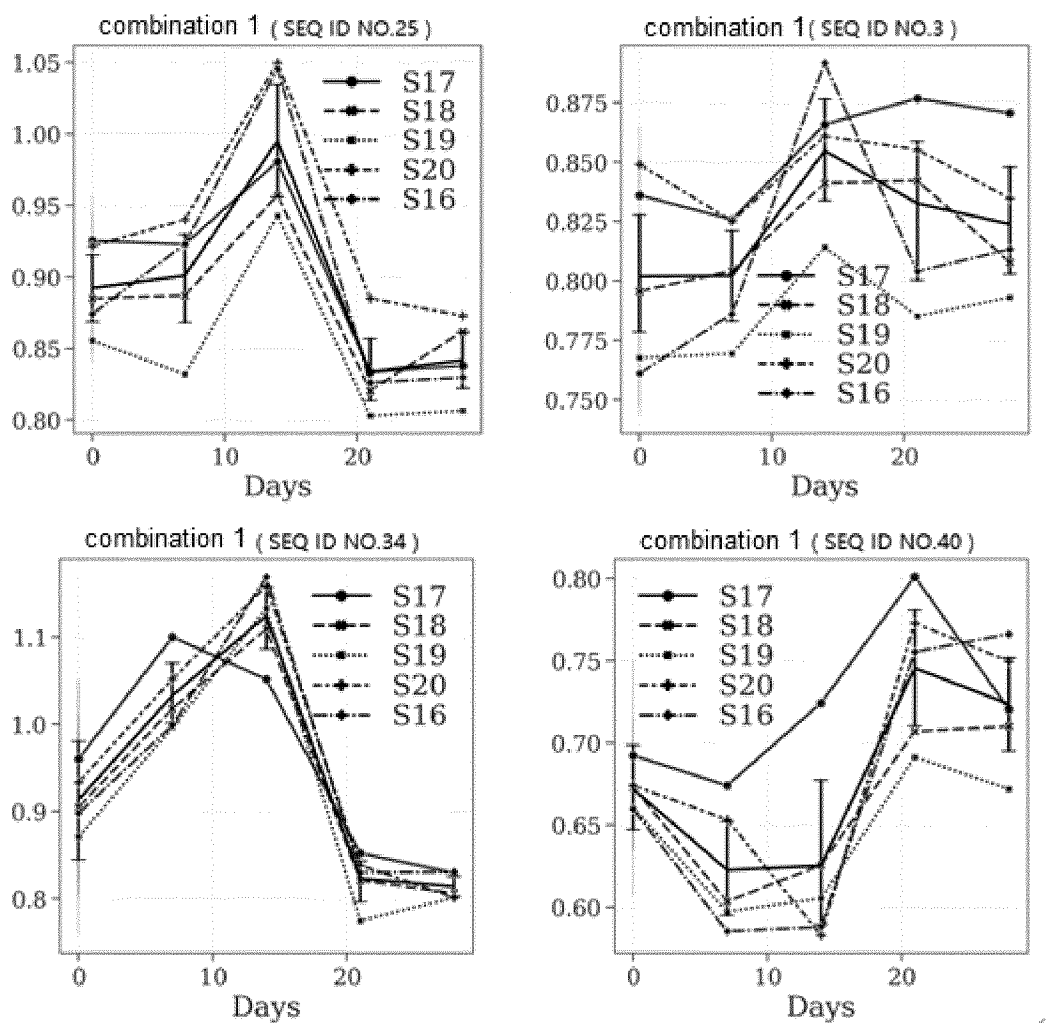 combination 1 ( SEQ ID NO.25 )
1.05
1.00
0.95
0.90
0.85
0.80
S17
S18
S19
S20
S16
0 10 20
Days
combination 1( SEQ ID NO.3 )
0.875
0.850
0.825
0.800
0.775
0.750
S17
S18
S19
S20
S16
0 10 20
Days
combination 1 ( SEQ ID NO.34 )
1.1
1.0
0.9
0.8
S17
S18
S19
S20
S16
0 10 20
Days
combination 1 ( SEQ ID NO.40 )
0.80
0.75
0.70
0.65
0.60
S17
S18
S19
S20
S16
0 10 20
Days